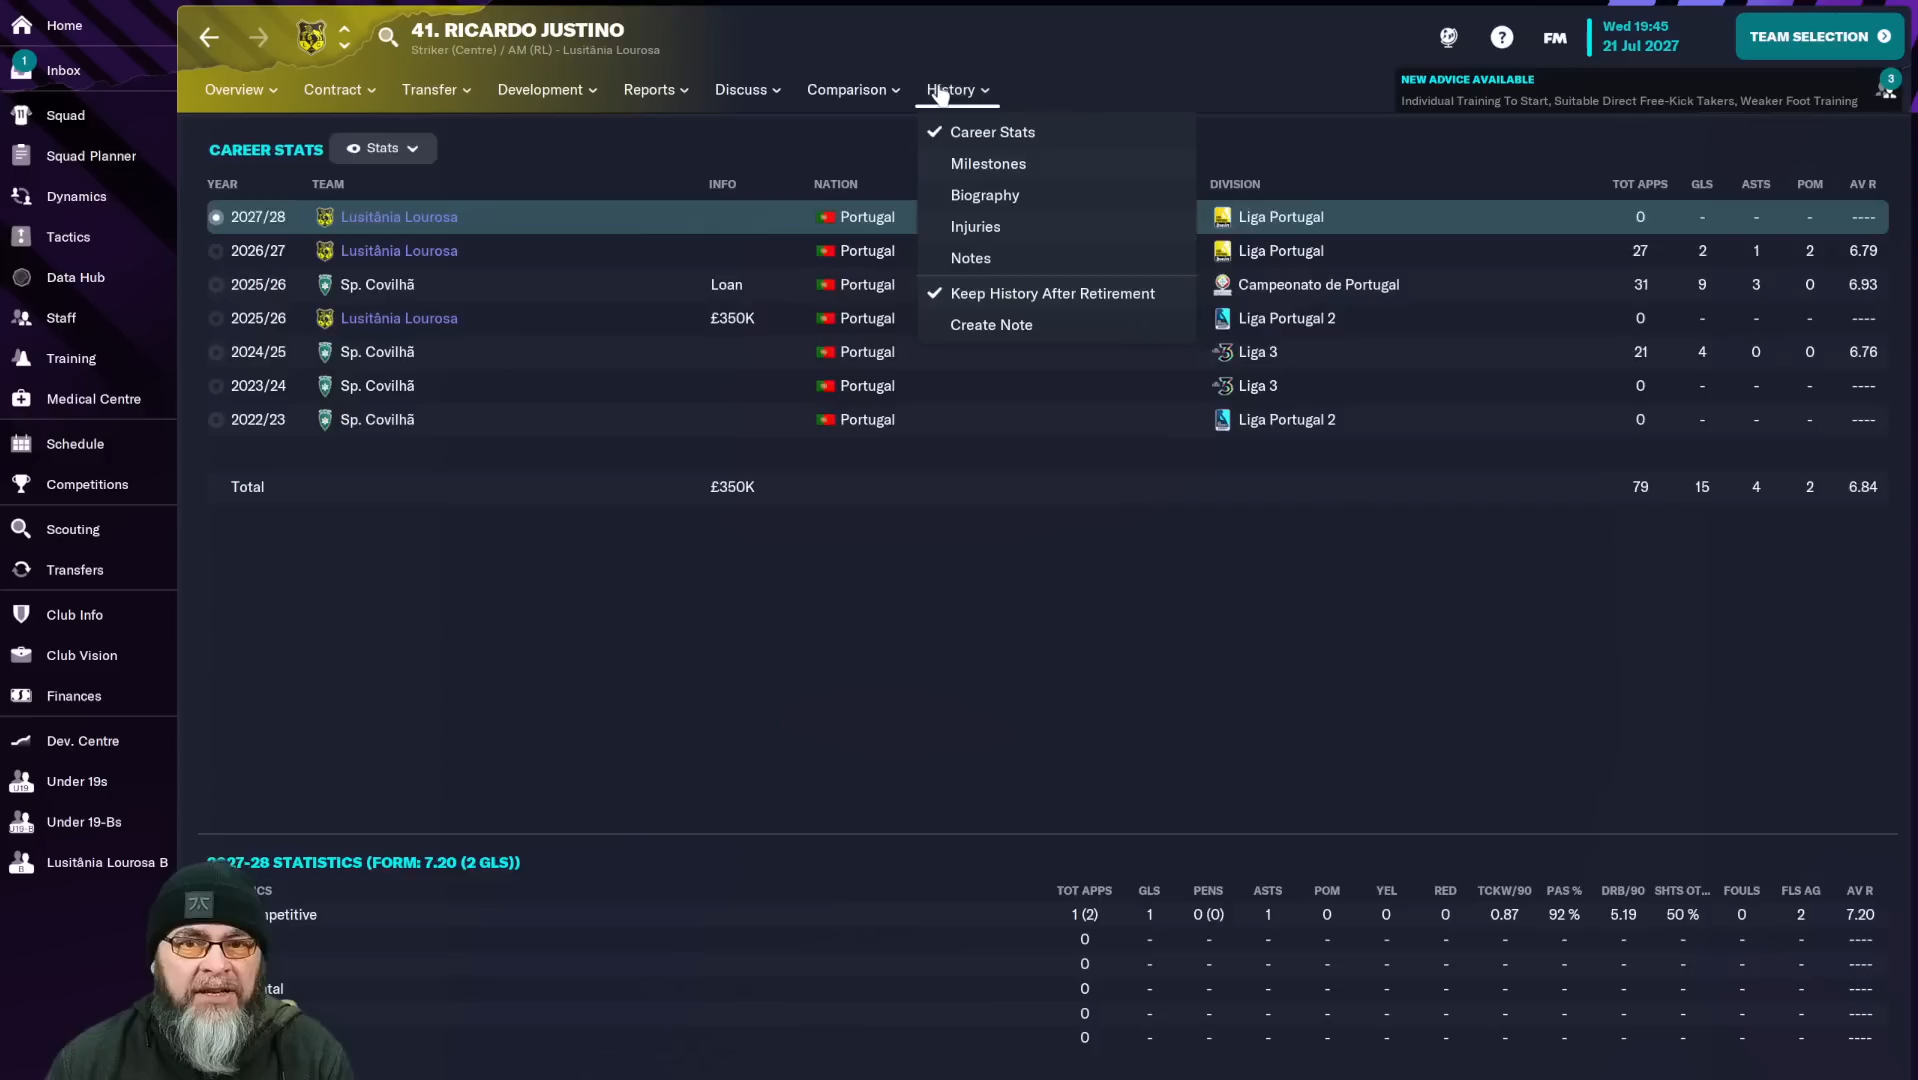 Home
1
Inbox
Squad
Squad Planner
Dynamics
Tactics
Data Hub
Staff
Training
Medical Centre
Schedule
Competitions
Scouting
Transfers
Club Info
Club Vision
Finances
Dev. Centre
U19 Under 19s
U19-B Under 19-Bs
B Lusitânia Lourosa B
41. RICARDO JUSTINO
Striker (Centre) / AM (RL) - Lusitânia Lourosa
FM
Wed 19:45
21 Jul 2027
TEAM SELECTION
Overview Contract Transfer Development Reports Discuss Comparison History
NEW ADVICE AVAILABLE
3
Individual Training To Start, Suitable Direct Free-Kick Takers, Weaker Foot Training
Career Stats
Milestones
Biography
Injuries
Notes
Keep History After Retirement
Create Note
CAREER STATS Stats
YEAR TEAM INFO NATION DIVISION TOT APPS GLS ASTS POM AV R
2027/28 Lusitânia Lourosa Portugal Liga Portugal 0 - - - ----
2026/27 Lusitânia Lourosa Portugal Liga Portugal 27 2 1 2 6.79
2025/26 Sp. Covilhã Loan Portugal Campeonato de Portugal 31 9 3 0 6.93
2025/26 Lusitânia Lourosa £350K Portugal Liga Portugal 2 0 - - - ----
2024/25 Sp. Covilhã Portugal Liga 3 21 4 0 0 6.76
2023/24 Sp. Covilhã Portugal Liga 3 0 - - - ----
2022/23 Sp. Covilhã Portugal Liga Portugal 2 0 - - - ----
Total £350K 79 15 4 2 6.84
2027-28 STATISTICS (FORM: 7.20 (2 GLS))
TOT APPS GLS PENS ASTS POM YEL RED TCKW/90 PAS % DRB/90 SHTS OT... FOULS FLS AG AV R
1 (2) 1 0 (0) 1 0 0 0 0.87 92 % 5.19 50 % 0 2 7.20
0 - - - - - - - - - - - - ----
0 - - - - - - - - - - - - ----
0 - - - - - - - - - - - - ----
0 - - - - - - - - - - - - ----
0 - - - - - - - - - - - - ----